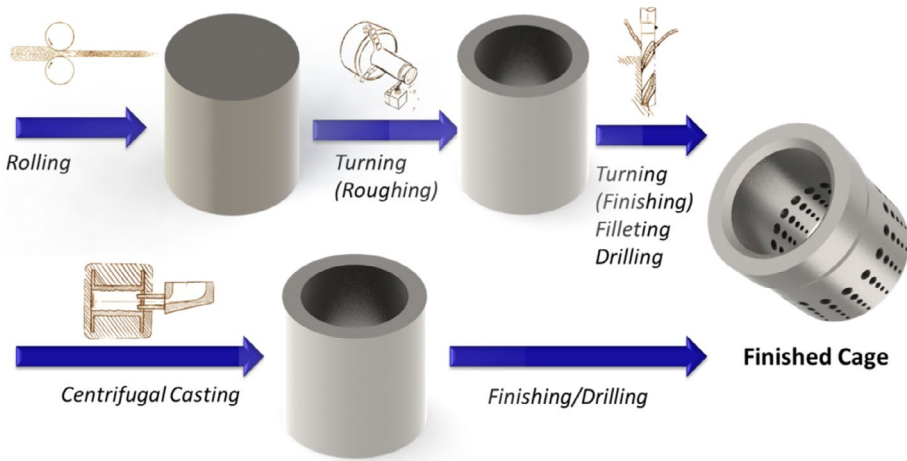 Rolling
Turning
(Roughing)
Turning
(Finishing)
Filleting
Drilling
Finished Cage
Centrifugal Casting
Finishing/Drilling